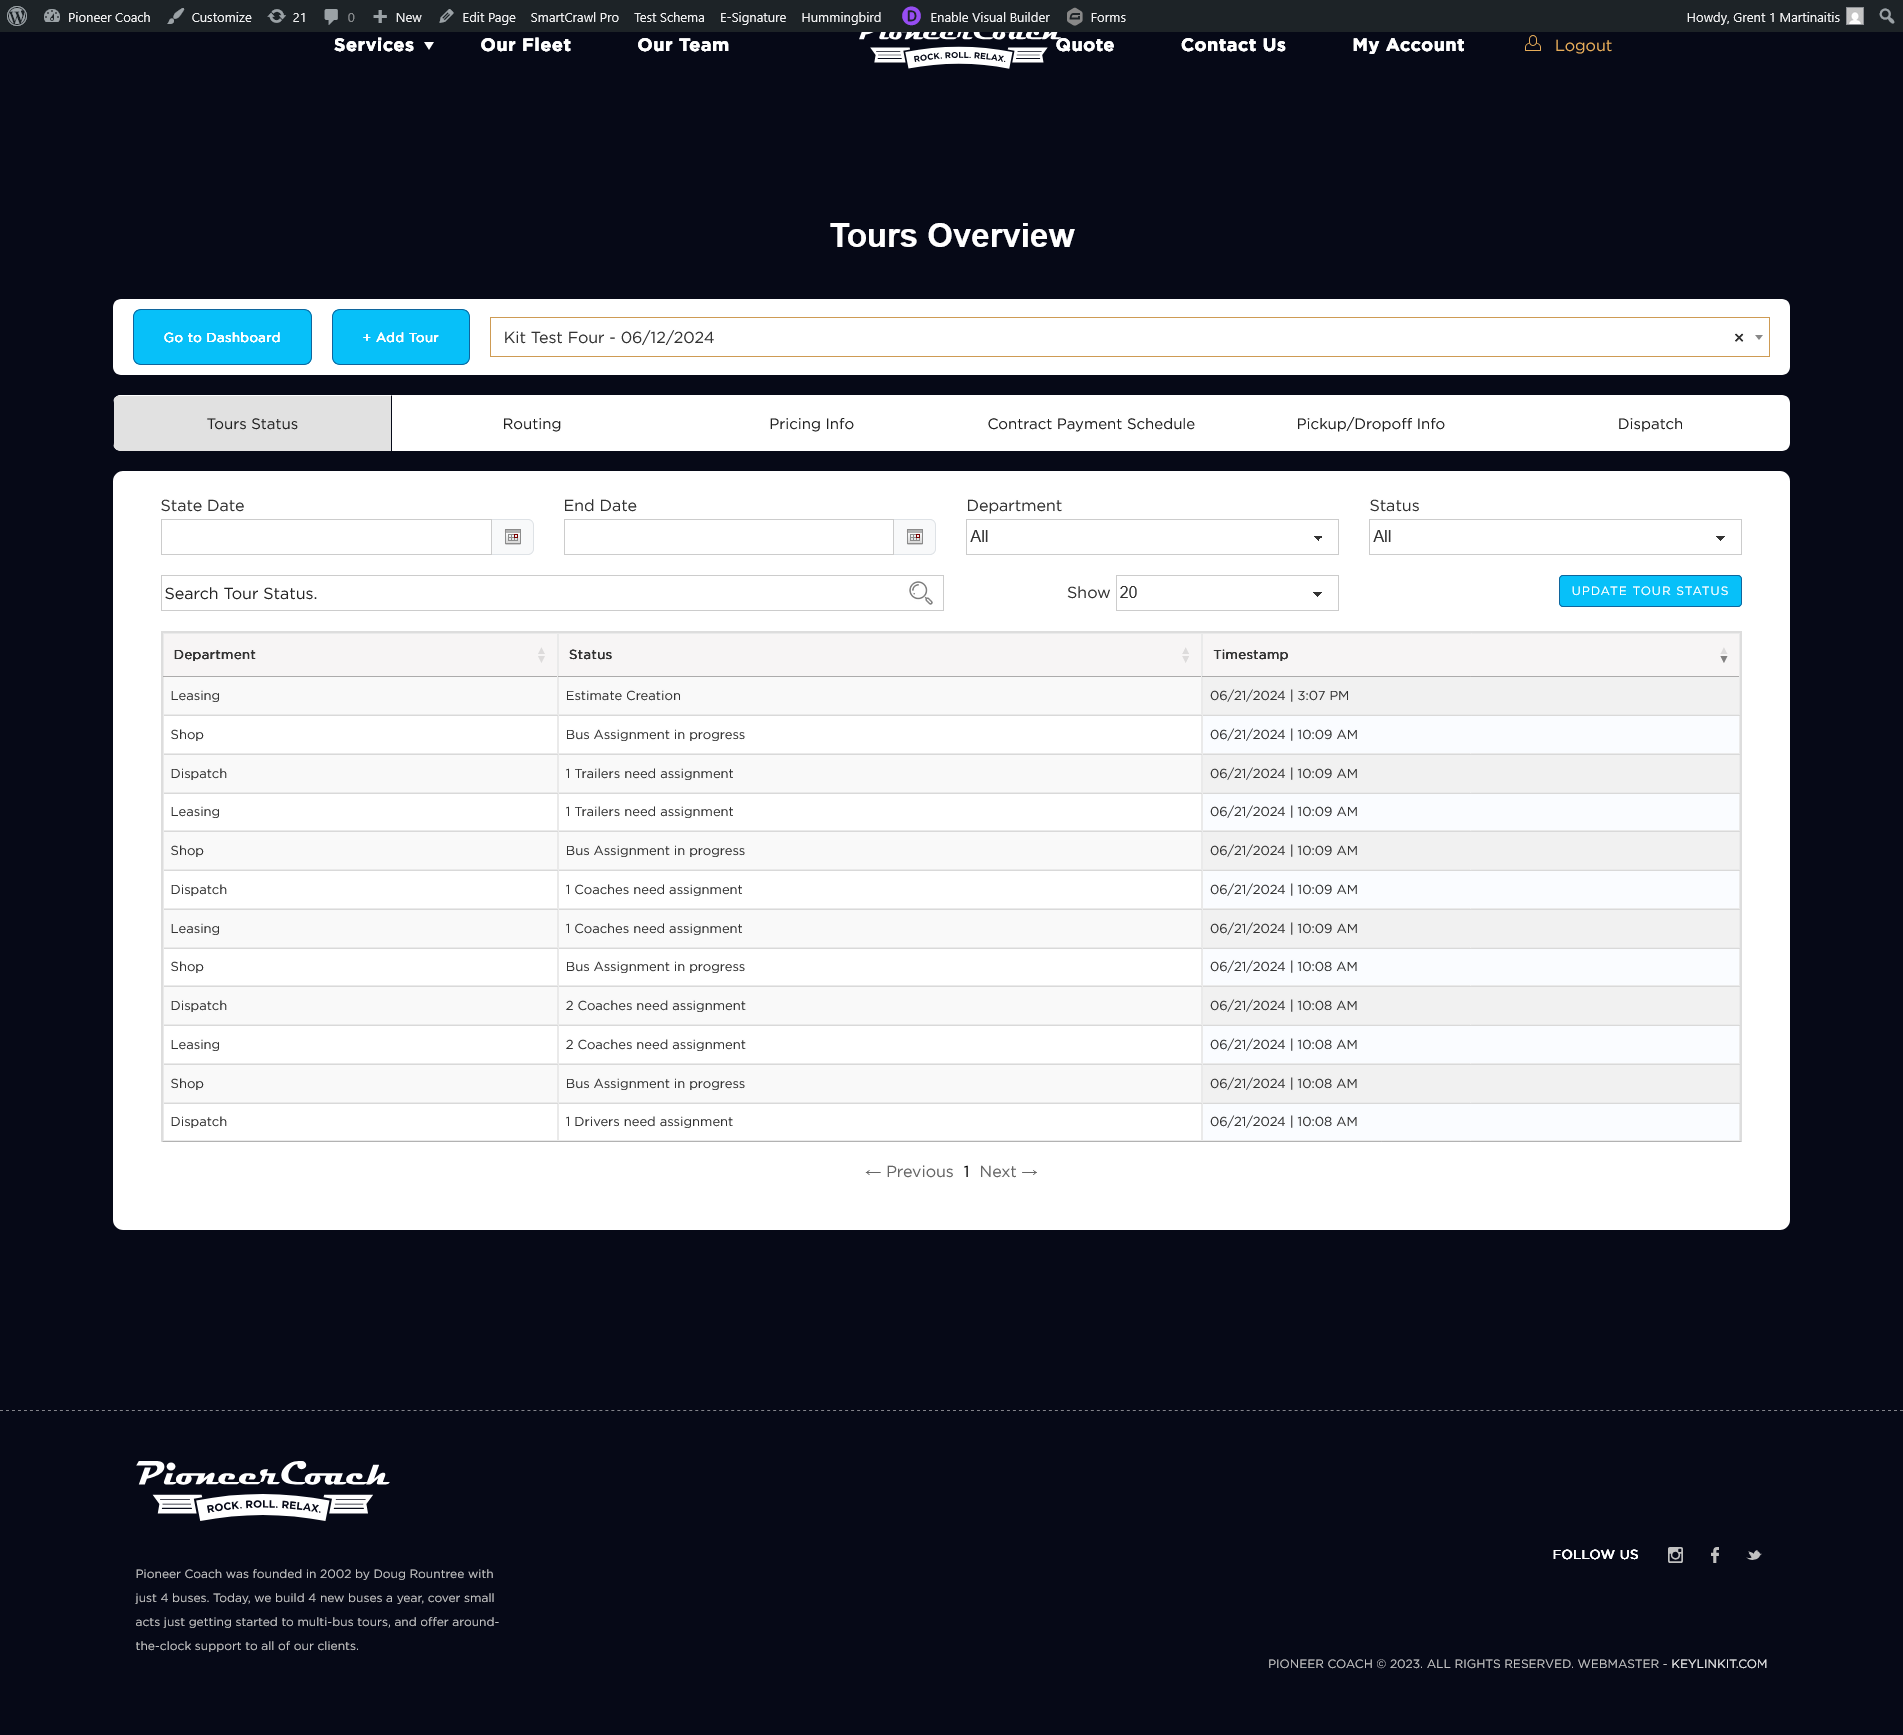 Pioneer Coach Customize 21 0 New Edit Page SmartCrawl Pro Test Schema E-Signature Hummingbird D Enable Visual Builder Forms Howdy, Grent 1 Martinaitis
Services ▼ Our Fleet Our Team PioneerCoach Quote Contact Us My Account Logout
ROCK. ROLL. RELAX.
Tours Overview
Go to Dashboard + Add Tour Kit Test Four - 06/12/2024 ×
Tours Status Routing Pricing Info Contract Payment Schedule Pickup/Dropoff Info Dispatch
State Date End Date Department Status
All All
Search Tour Status. Show 20 UPDATE TOUR STATUS
Department Status Timestamp
Leasing Estimate Creation 06/21/2024 | 3:07 PM
Shop Bus Assignment in progress 06/21/2024 | 10:09 AM
Dispatch 1 Trailers need assignment 06/21/2024 | 10:09 AM
Leasing 1 Trailers need assignment 06/21/2024 | 10:09 AM
Shop Bus Assignment in progress 06/21/2024 | 10:09 AM
Dispatch 1 Coaches need assignment 06/21/2024 | 10:09 AM
Leasing 1 Coaches need assignment 06/21/2024 | 10:09 AM
Shop Bus Assignment in progress 06/21/2024 | 10:08 AM
Dispatch 2 Coaches need assignment 06/21/2024 | 10:08 AM
Leasing 2 Coaches need assignment 06/21/2024 | 10:08 AM
Shop Bus Assignment in progress 06/21/2024 | 10:08 AM
Dispatch 1 Drivers need assignment 06/21/2024 | 10:08 AM
← Previous 1 Next →
PioneerCoach
ROCK. ROLL. RELAX.
FOLLOW US
Pioneer Coach was founded in 2002 by Doug Rountree with
just 4 buses. Today, we build 4 new buses a year, cover small
acts just getting started to multi-bus tours, and offer around-
the-clock support to all of our clients.
PIONEER COACH © 2023. ALL RIGHTS RESERVED. WEBMASTER - KEYLINKIT.COM